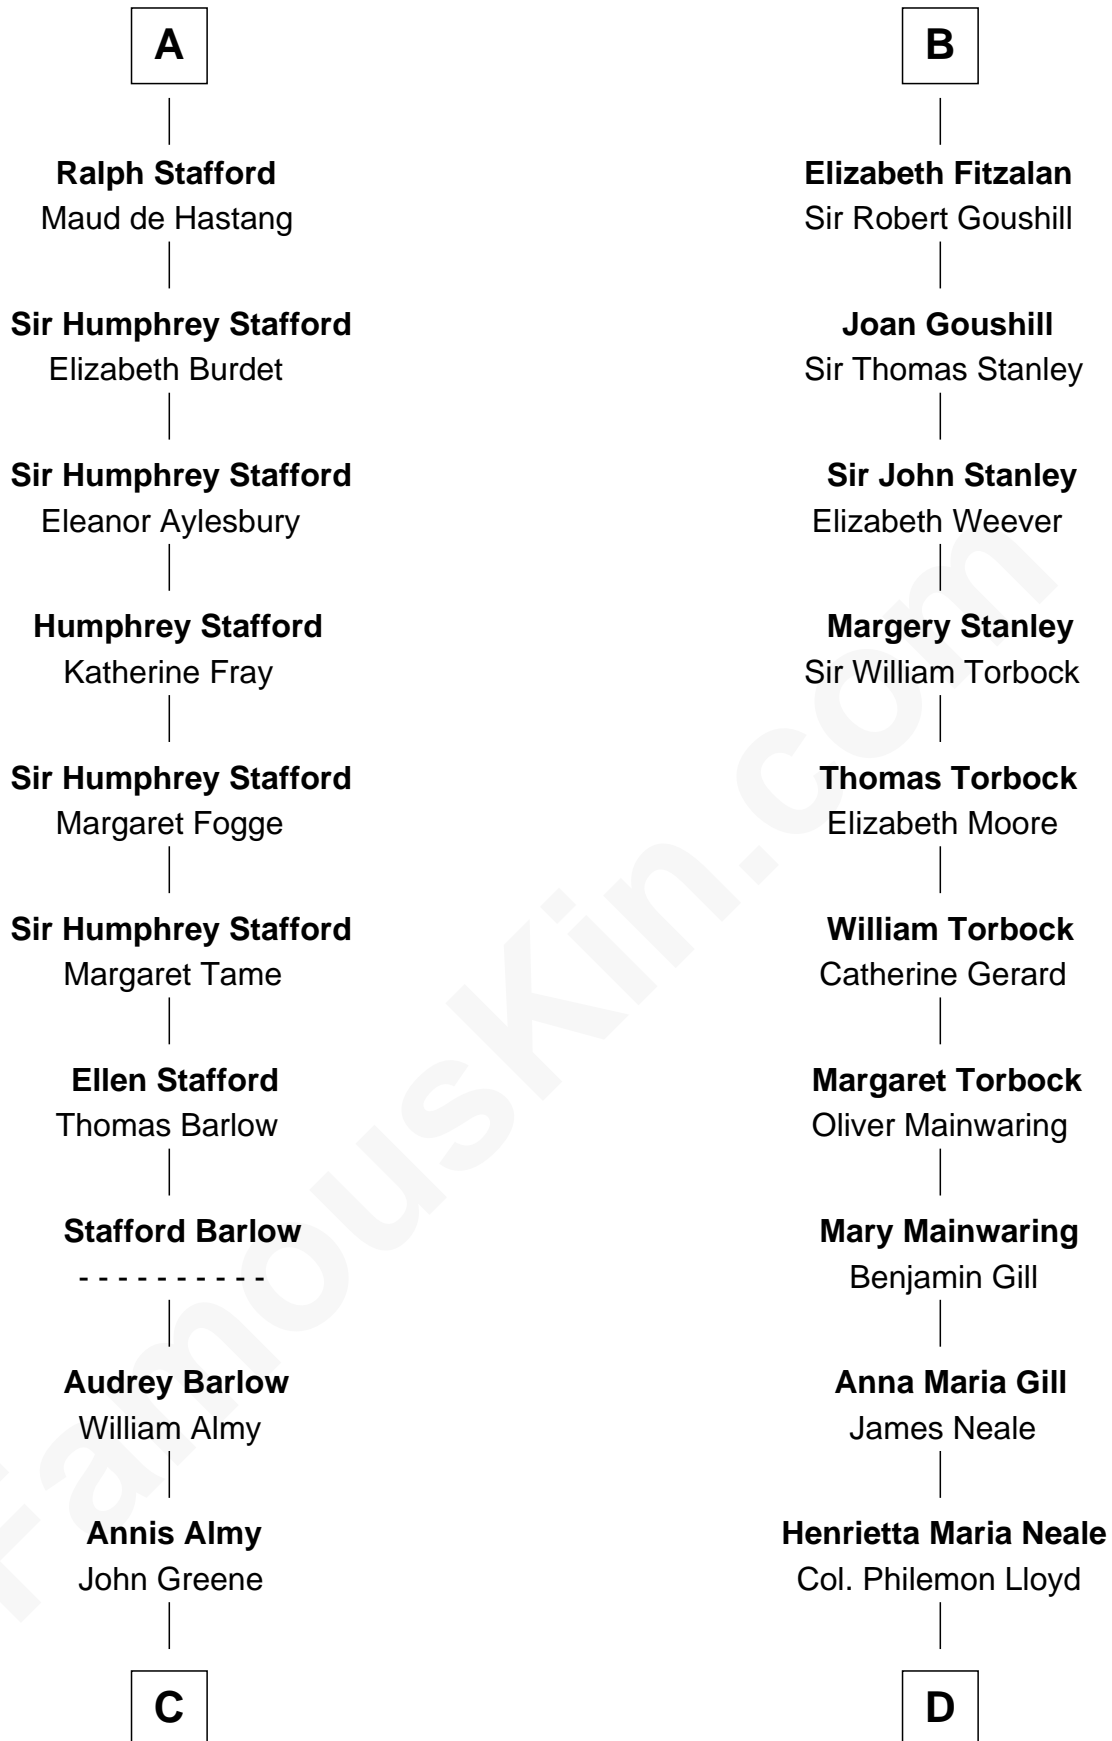 A
Ralph Stafford
Maud de Hastang
Sir Humphrey Stafford
Elizabeth Burdet
Sir Humphrey Stafford
Eleanor Aylesbury
Humphrey Stafford
Katherine Fray
Sir Humphrey Stafford
Margaret Fogge
Sir Humphrey Stafford
Margaret Tame
Ellen Stafford
Thomas Barlow
Stafford Barlow
- - - - - - - - - -
Audrey Barlow
William Almy
Annis Almy
John Greene
C
B
Elizabeth Fitzalan
Sir Robert Goushill
Joan Goushill
Sir Thomas Stanley
Sir John Stanley
Elizabeth Weever
Margery Stanley
Sir William Torbock
Thomas Torbock
Elizabeth Moore
William Torbock
Catherine Gerard
Margaret Torbock
Oliver Mainwaring
Mary Mainwaring
Benjamin Gill
Anna Maria Gill
James Neale
Henrietta Maria Neale
Col. Philemon Lloyd
D
FamousKin.com